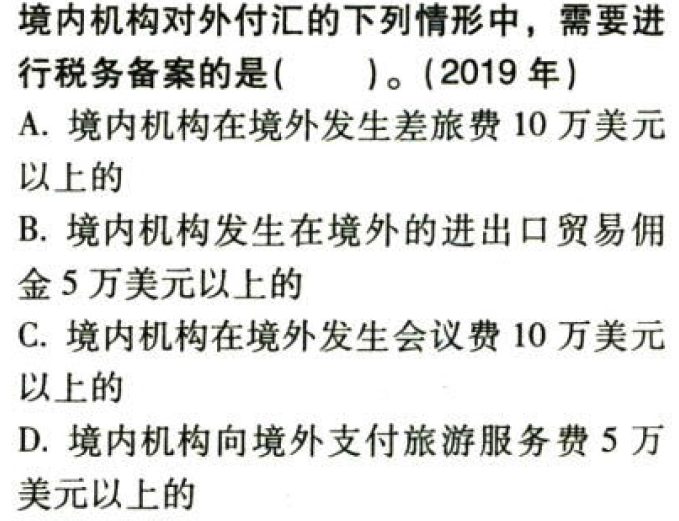 境内机构对外付汇的下列情形中，需要进
行税务备案的是(　　)。(2019 年)
A. 境内机构在境外发生差旅费 10 万美元
以上的
B. 境内机构发生在境外的进出口贸易佣
金 5 万美元以上的
C. 境内机构在境外发生会议费 10 万美元
以上的
D. 境内机构向境外支付旅游服务费 5 万
美元以上的